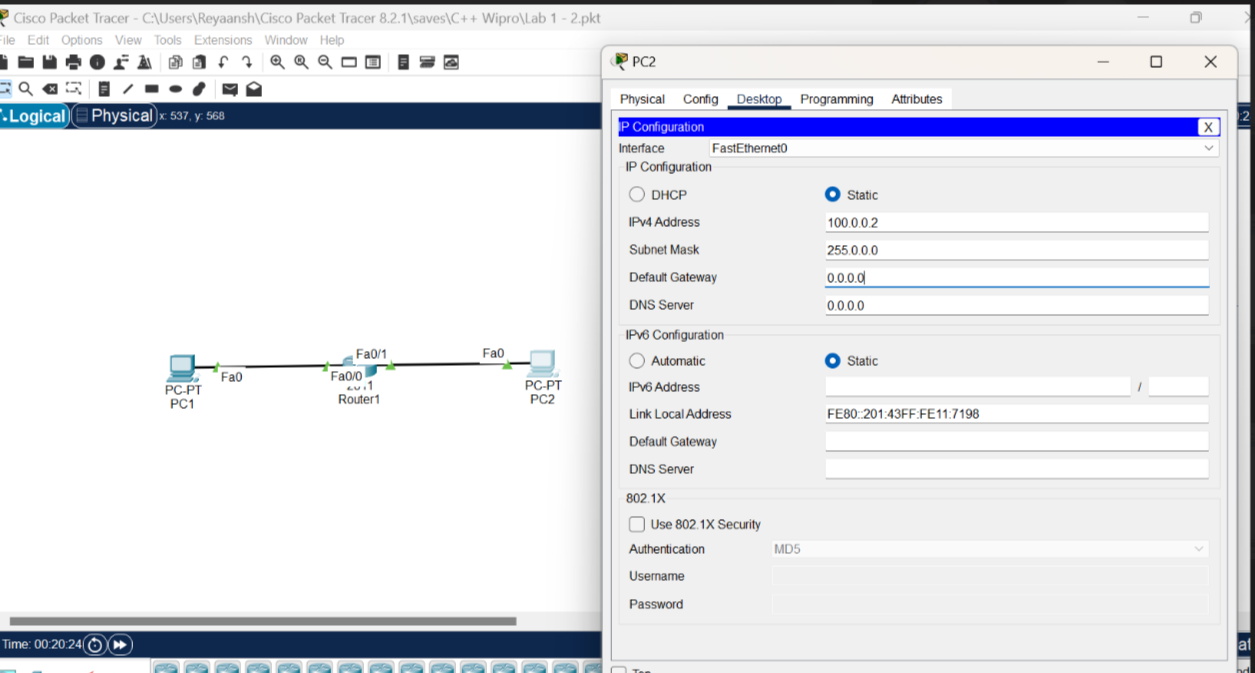 Cisco Packet Tracer - C:\Users\Reyaansh\Cisco Packet Tracer 8.2.1\saves\C++ Wipro\Lab 1 - 2.pkt
File Edit Options View Tools Extensions Window Help
Logical Physical x: 537, y: 568
PC2
Physical Config Desktop Programming Attributes
IP Configuration X
Interface FastEthernet0
IP Configuration
DHCP Static
IPv4 Address 100.0.0.2
Subnet Mask 255.0.0.0
Default Gateway 0.0.0.0
DNS Server 0.0.0.0
IPv6 Configuration
Automatic Static
IPv6 Address /
Link Local Address FE80::201:43FF:FE11:7198
Default Gateway
DNS Server
802.1X
Use 802.1X Security
Authentication MD5
Username
Password
Fa0/1
Fa0
Fa0
Fa0/0
PC-PT
PC1
Router1
PC-PT
PC2
Time: 00:20:24